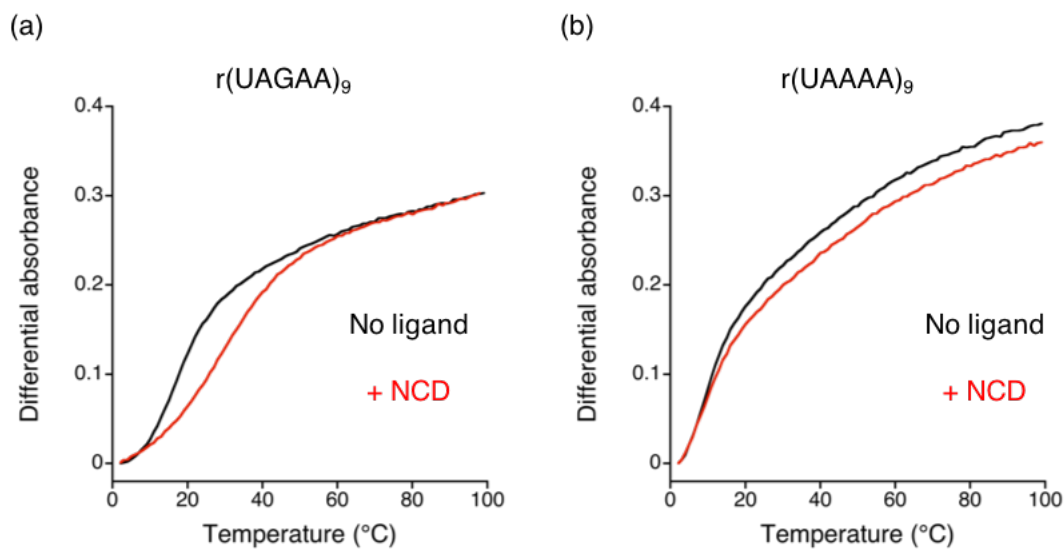 (a)
r(UAGAA)₉
Differential absorbance
0.4
0.3
0.2
0.1
0
0 20 40 60 80 100
Temperature (°C)
No ligand
+ NCD
(b)
r(UAAAA)₉
Differential absorbance
0.4
0.3
0.2
0.1
0
0 20 40 60 80 100
Temperature (°C)
No ligand
+ NCD